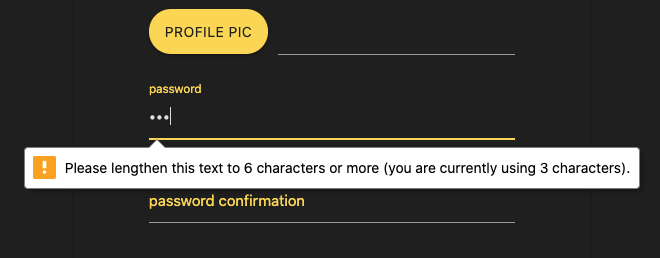 PROFILE PIC
password
•••
Please lengthen this text to 6 characters or more (you are currently using 3 characters).
password confirmation